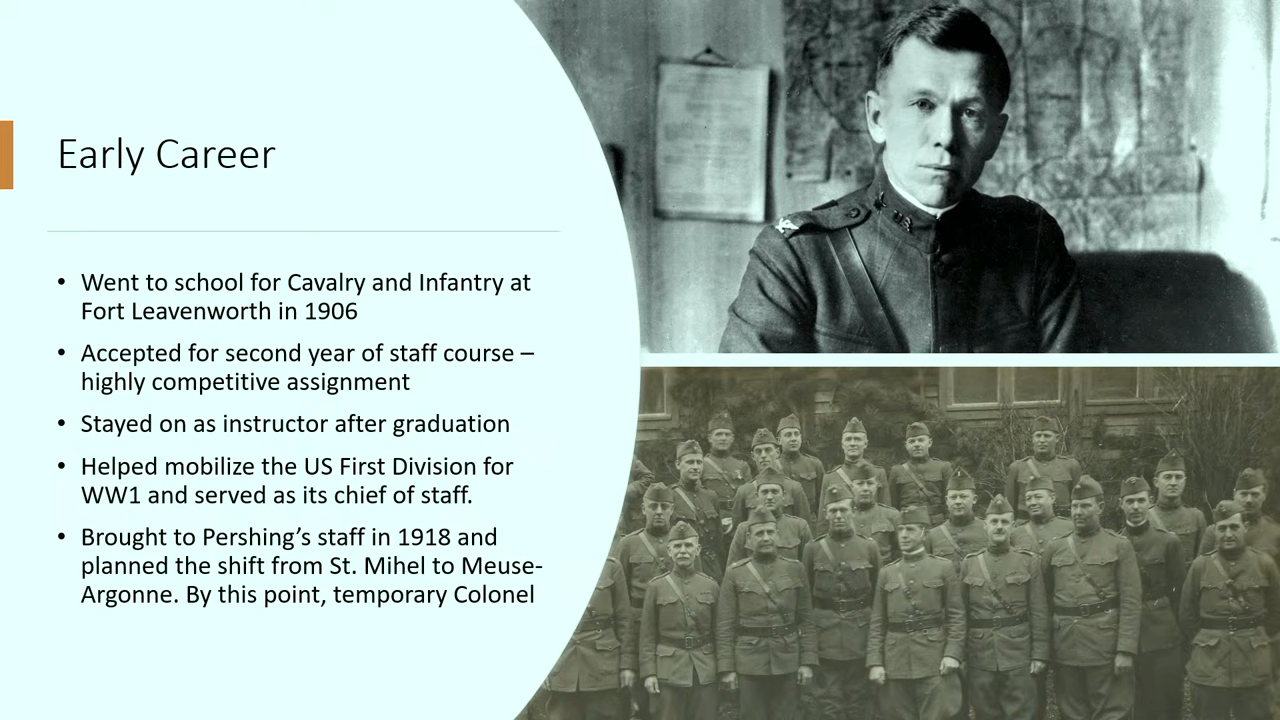 Early Career
• Went to school for Cavalry and Infantry at
Fort Leavenworth in 1906
• Accepted for second year of staff course –
highly competitive assignment
• Stayed on as instructor after graduation
• Helped mobilize the US First Division for
WW1 and served as its chief of staff.
• Brought to Pershing’s staff in 1918 and
planned the shift from St. Mihel to Meuse-
Argonne. By this point, temporary Colonel